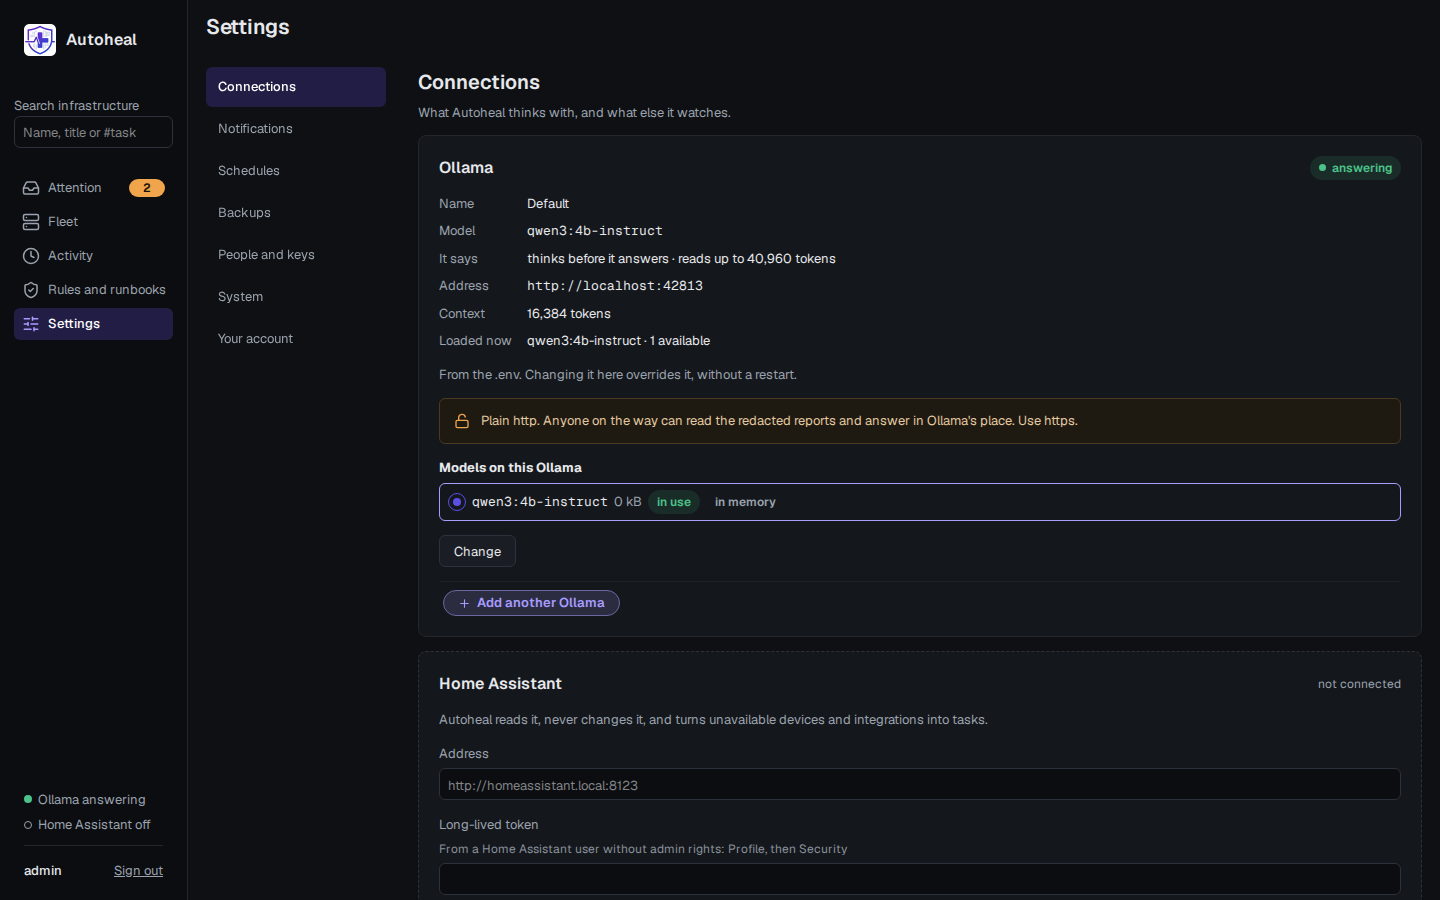 Autoheal
Search infrastructure
Name, title or #task
Attention 2
Fleet
Activity
Rules and runbooks
Settings
Ollama answering
Home Assistant off
admin Sign out
Settings
Connections
Notifications
Schedules
Backups
People and keys
System
Your account
Connections
What Autoheal thinks with, and what else it watches.
Ollama answering
Name Default
Model qwen3:4b-instruct
It says thinks before it answers · reads up to 40,960 tokens
Address http://localhost:42813
Context 16,384 tokens
Loaded now qwen3:4b-instruct · 1 available
From the .env. Changing it here overrides it, without a restart.
Plain http. Anyone on the way can read the redacted reports and answer in Ollama's place. Use https.
Models on this Ollama
qwen3:4b-instruct 0 kB in use in memory
Change
+ Add another Ollama
Home Assistant not connected
Autoheal reads it, never changes it, and turns unavailable devices and integrations into tasks.
Address
http://homeassistant.local:8123
Long-lived token
From a Home Assistant user without admin rights: Profile, then Security